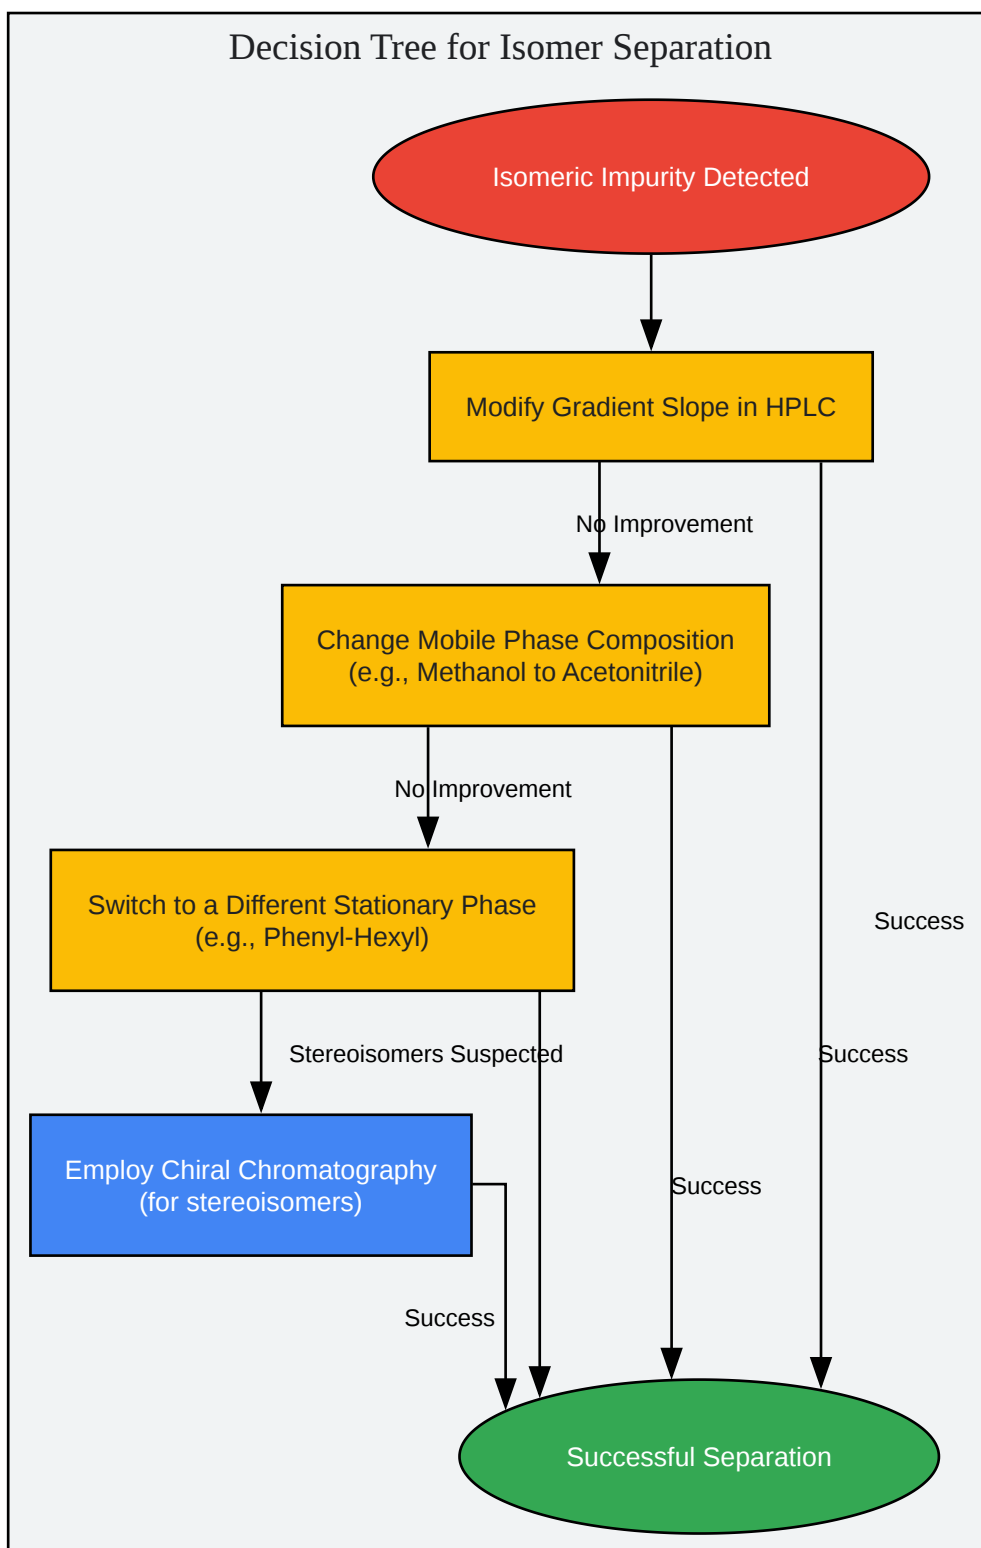 Decision Tree for Isomer Separation
Isomeric Impurity Detected
Modify Gradient Slope in HPLC
No Improvement
Change Mobile Phase Composition
(e.g., Methanol to Acetonitrile)
No Improvement
Switch to a Different Stationary Phase
(e.g., Phenyl-Hexyl)
Success
Stereoisomers Suspected
Success
Employ Chiral Chromatography
(for stereoisomers)
Success
Success
Successful Separation